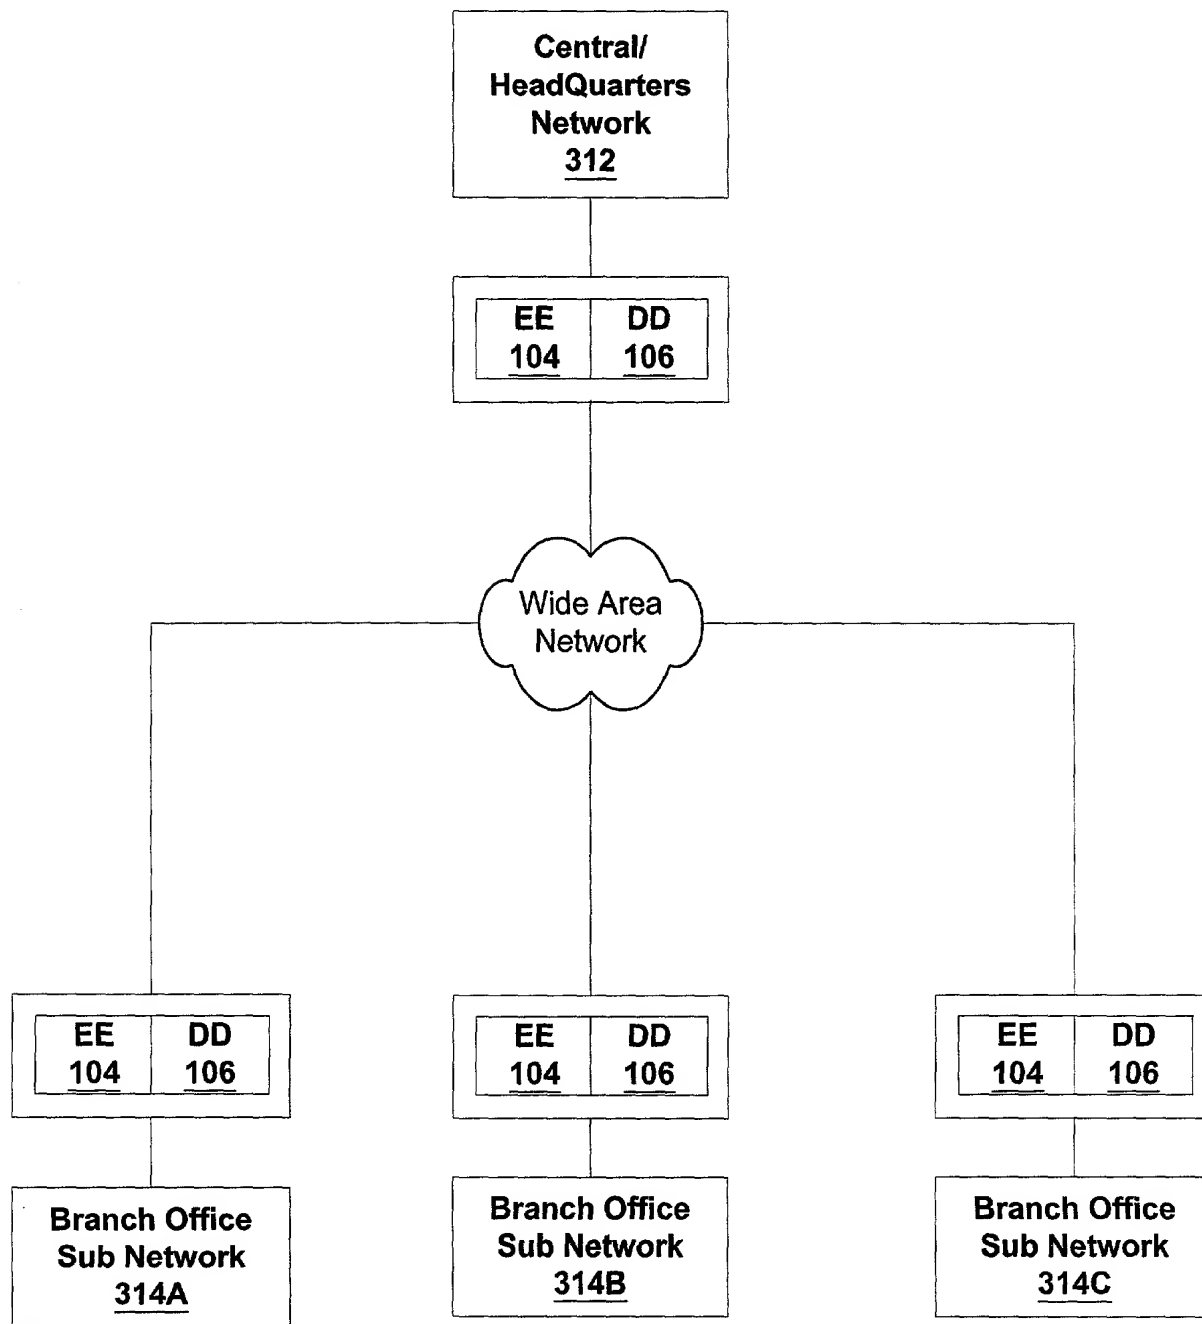 Central/
HeadQuarters
Network
312
EE DD
104 106
Wide Area
Network
EE DD
104 106
EE DD
104 106
EE DD
104 106
Branch Office
Sub Network
314A
Branch Office
Sub Network
314B
Branch Office
Sub Network
314C